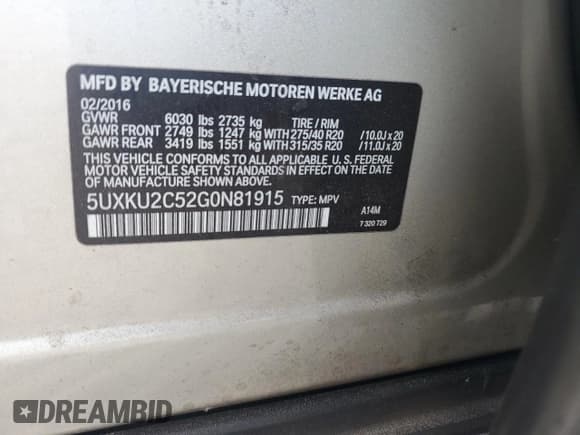 MFD BY BAYERISCHE MOTOREN WERKE AG
02/2016
GVWR 6030 lbs 2735 kg TIRE / RIM
GAWR FRONT 2749 lbs 1247 kg WITH 275/40 R20 / 10.0J x 20
GAWR REAR 3419 lbs 1551 kg WITH 315/35 R20 / 11.0J x 20
THIS VEHICLE CONFORMS TO ALL APPLICABLE U. S. FEDERAL
MOTOR VEHICLE SAFETY STANDARDS IN EFFECT ON THE DATE
OF MANUFACTURE SHOWN ABOVE.
5UXKU2C52G0N81915 TYPE: MPV
A14M
7 320 729
DREAMBID